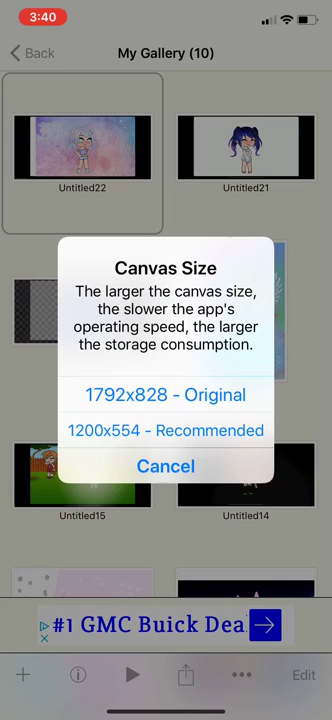 3:40
Back
My Gallery (10)
Untitled22
Untitled21
Canvas Size
The larger the canvas size,
the slower the app's
operating speed, the larger
the storage consumption.
1792x828 - Original
1200x554 - Recommended
Cancel
Untitled15
Untitled14
#1 GMC Buick Dea
Edit